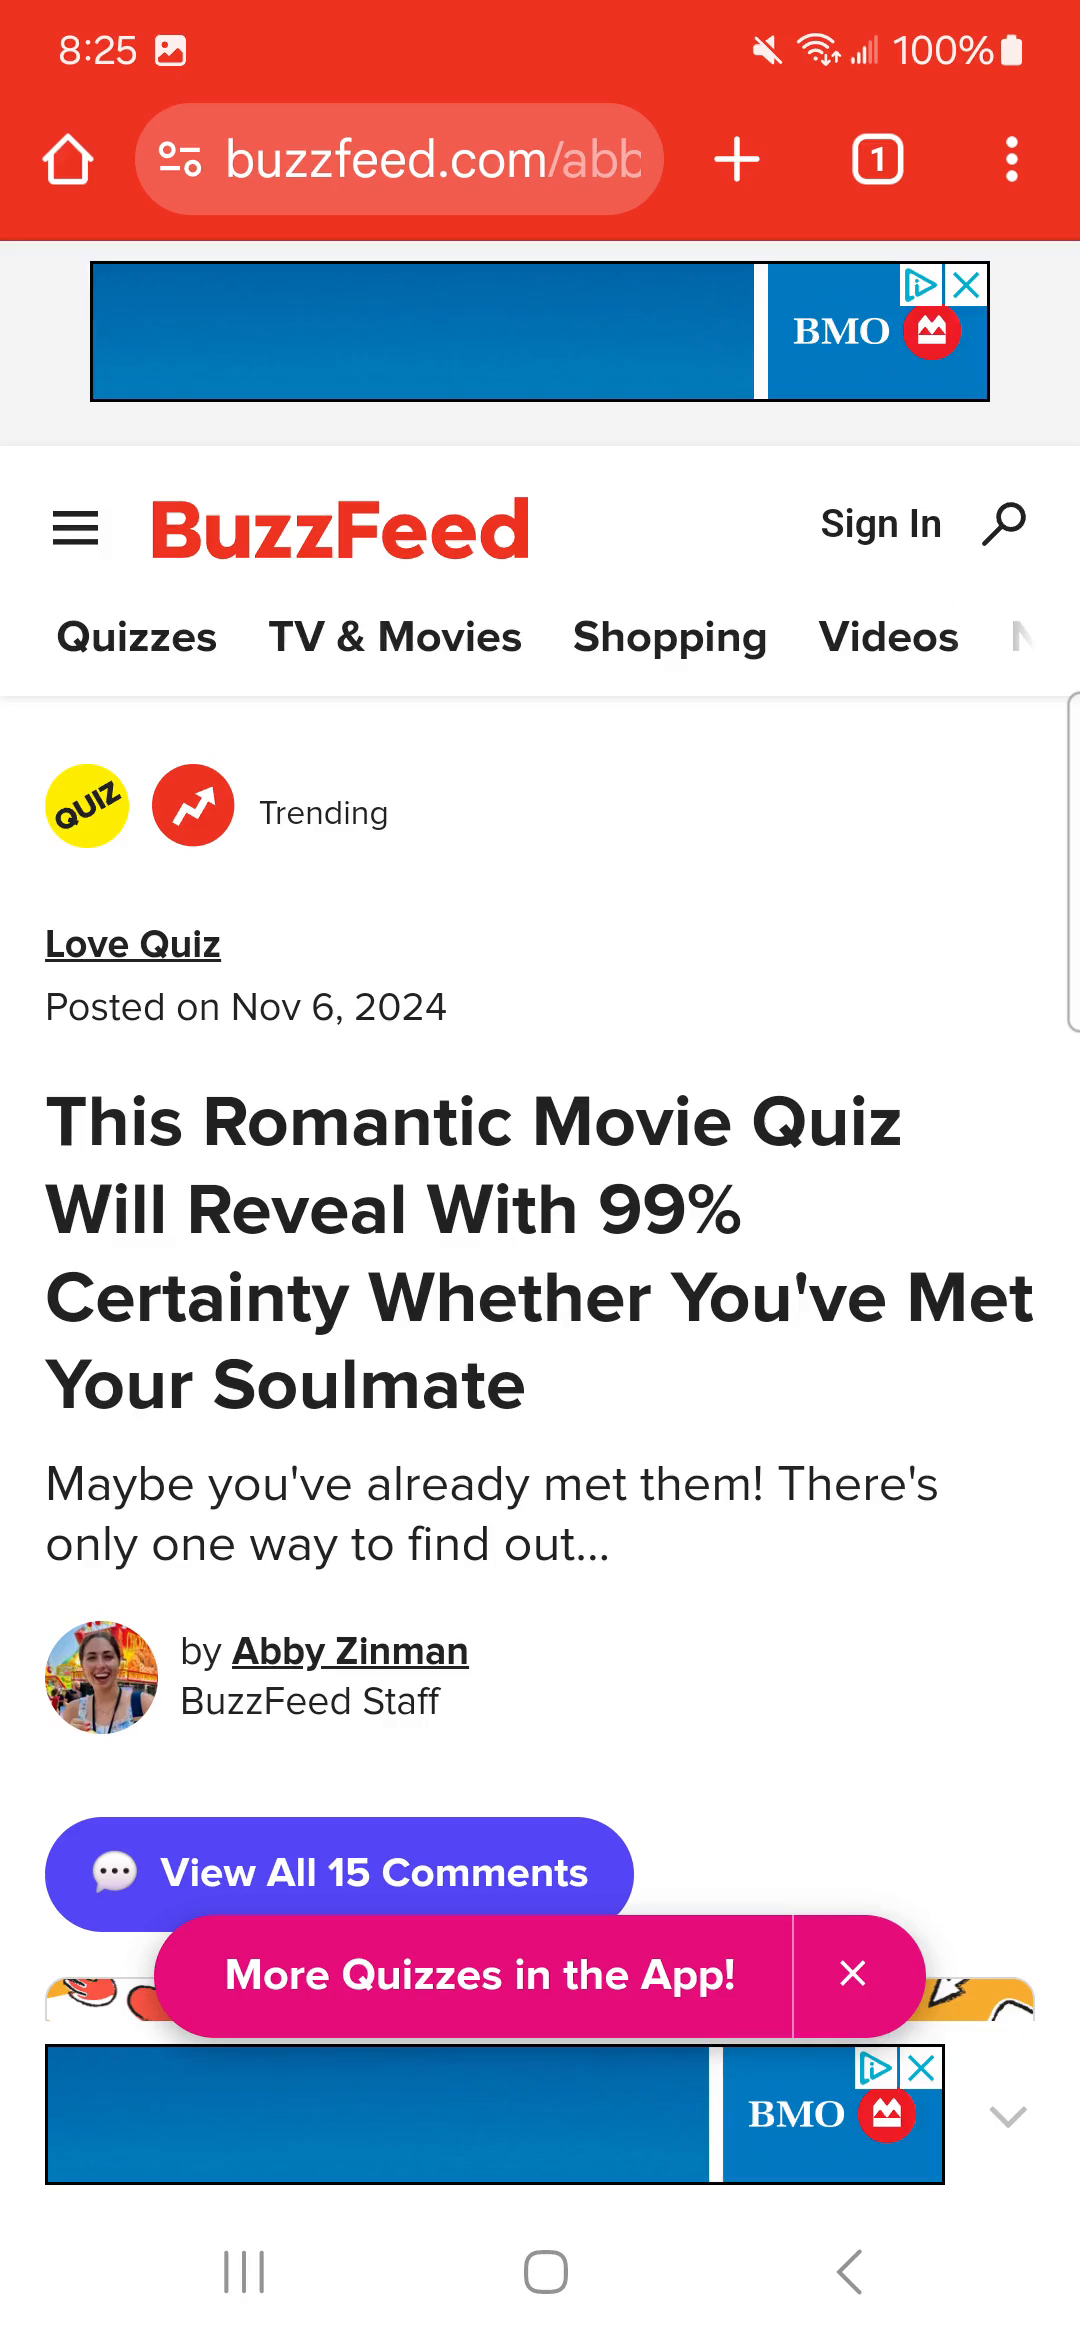 8:25 100%
buzzfeed.com/abb 1
BMO
BuzzFeed Sign In
Quizzes TV & Movies Shopping Videos N
QUIZ Trending
Love Quiz
Posted on Nov 6, 2024
This Romantic Movie Quiz
Will Reveal With 99%
Certainty Whether You've Met
Your Soulmate
Maybe you've already met them! There's
only one way to find out...
by Abby Zinman
BuzzFeed Staff
View All 15 Comments
More Quizzes in the App!
BMO